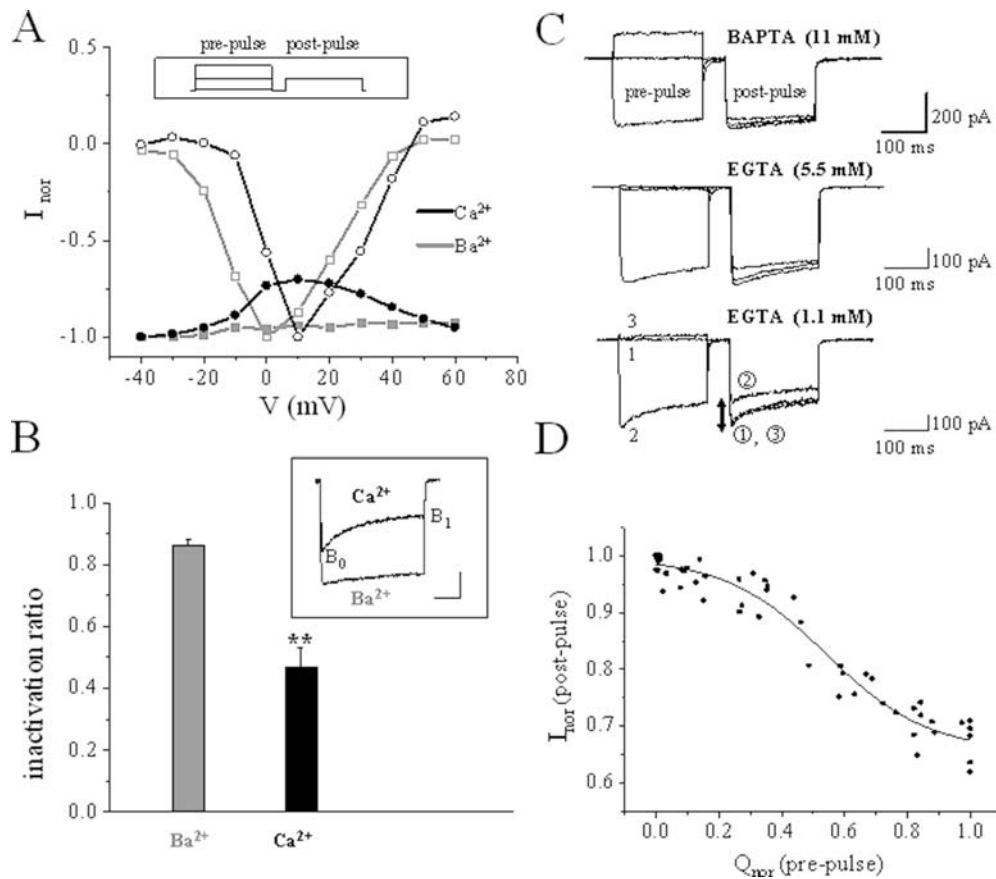 A
pre-pulse post-pulse
I_nor
0.5
0.0
-0.5
-1.0
Ca²⁺
Ba²⁺
-40 -20 0 20 40 60 80
V (mV)
B
inactivation ratio
1.0
0.8
0.6
0.4
0.2
0.0
Ca²⁺
B₀
B₁
Ba²⁺
**
Ba²⁺ Ca²⁺
C
BAPTA (11 mM)
pre-pulse post-pulse
200 pA
100 ms
EGTA (5.5 mM)
100 pA
100 ms
EGTA (1.1 mM)
3
1
2
②
①, ③
100 pA
100 ms
D
I_nor (post-pulse)
1.0
0.9
0.8
0.7
0.6
0.0 0.2 0.4 0.6 0.8 1.0
Q_nor (pre-pulse)